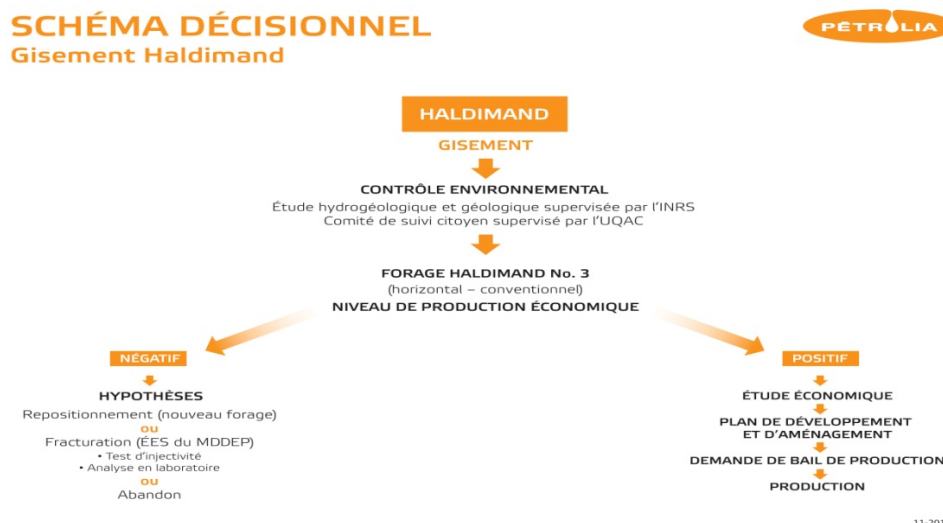 SCHÉMA DÉCISIONNEL
Gisement Haldimand
PÉTROLIA
HALDIMAND
GISEMENT
CONTRÔLE ENVIRONNEMENTAL
Étude hydrogéologique et géologique supervisée par l'INRS
Comité de suivi citoyen supervisé par l'UQAC
FORAGE HALDIMAND No. 3
(horizontal – conventionnel)
NIVEAU DE PRODUCTION ÉCONOMIQUE
NÉGATIF
HYPOTHÈSES
Repositionnement (nouveau forage)
ou
Fracturation (ÉES du MDDEP)
• Test d'injectivité
• Analyse en laboratoire
ou
Abandon
POSITIF
ÉTUDE ÉCONOMIQUE
PLAN DE DÉVELOPPEMENT
ET D'AMÉNAGEMENT
DEMANDE DE BAIL DE PRODUCTION
PRODUCTION